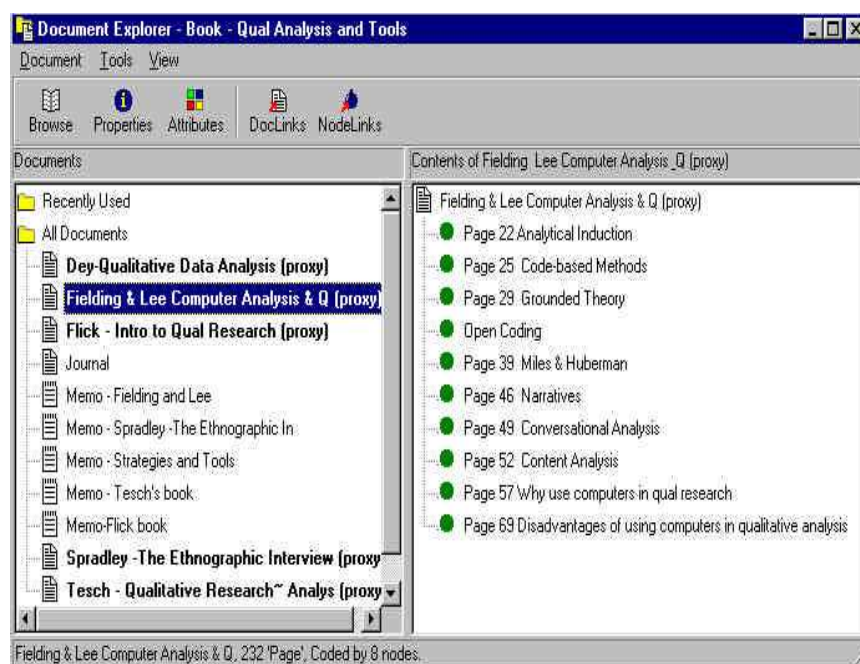 Document Explorer - Book - Qual Analysis and Tools
Document Tools View
Browse Properties Attributes DocLinks NodeLinks
Documents
Recently Used
All Documents
Dey-Qualitative Data Analysis (proxy)
Fielding & Lee Computer Analysis & Q (proxy)
Flick - Intro to Qual Research (proxy)
Journal
Memo - Fielding and Lee
Memo - Spradley -The Ethnographic In
Memo - Strategies and Tools
Memo - Tesch's book
Memo-Flick book
Spradley -The Ethnographic Interview (proxy
Tesch - Qualitative Research~ Analys (proxy
Contents of Fielding Lee Computer Analysis _Q (proxy)
Fielding & Lee Computer Analysis & Q (proxy)
Page 22 Analytical Induction
Page 25 Code-based Methods
Page 29 Grounded Theory
Open Coding
Page 39 Miles & Huberman
Page 46 Narratives
Page 49 Conversational Analysis
Page 52 Content Analysis
Page 57 Why use computers in qual research
Page 69 Disadvantages of using computers in qualitative analysis
Fielding & Lee Computer Analysis & Q, 232 'Page', Coded by 8 nodes.